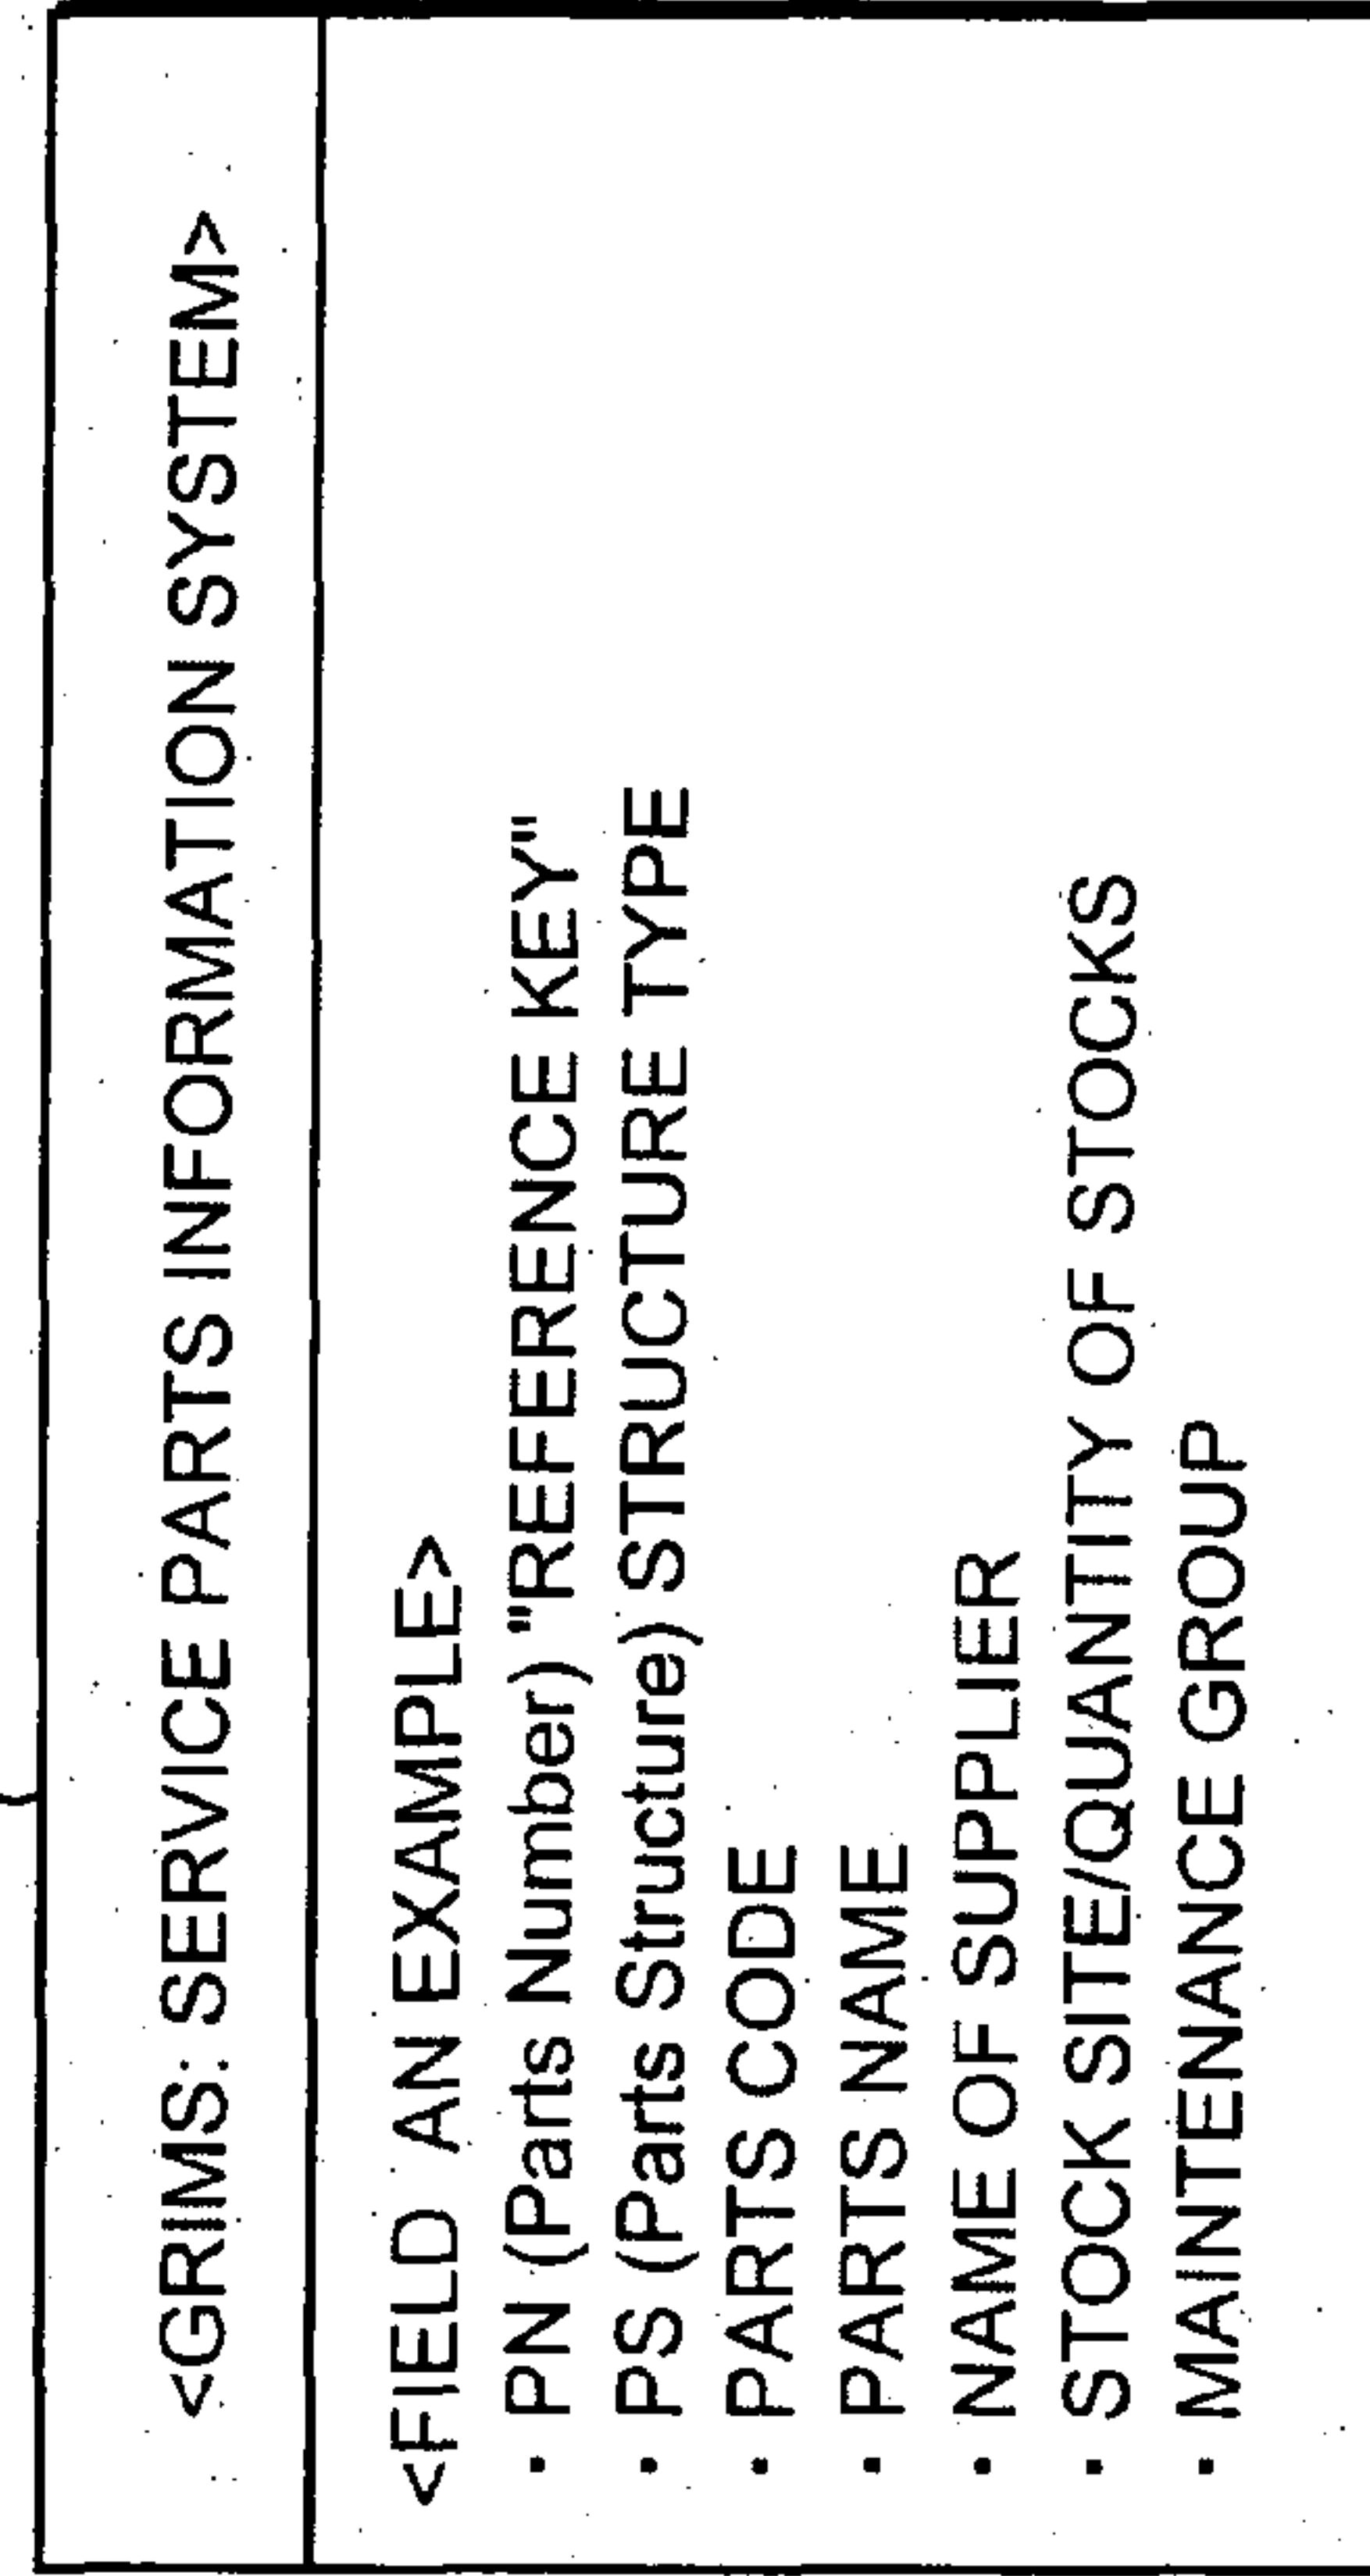 <GRIMS: SERVICE PARTS INFORMATION SYSTEM>
<FIELD AN EXAMPLE>
· PN (Parts Number) "REFERENCE KEY"
· PS (Parts Structure) STRUCTURE TYPE
· PARTS CODE
· PARTS NAME
· NAME OF SUPPLIER
· STOCK SITE/QUANTITY OF STOCKS
· MAINTENANCE GROUP